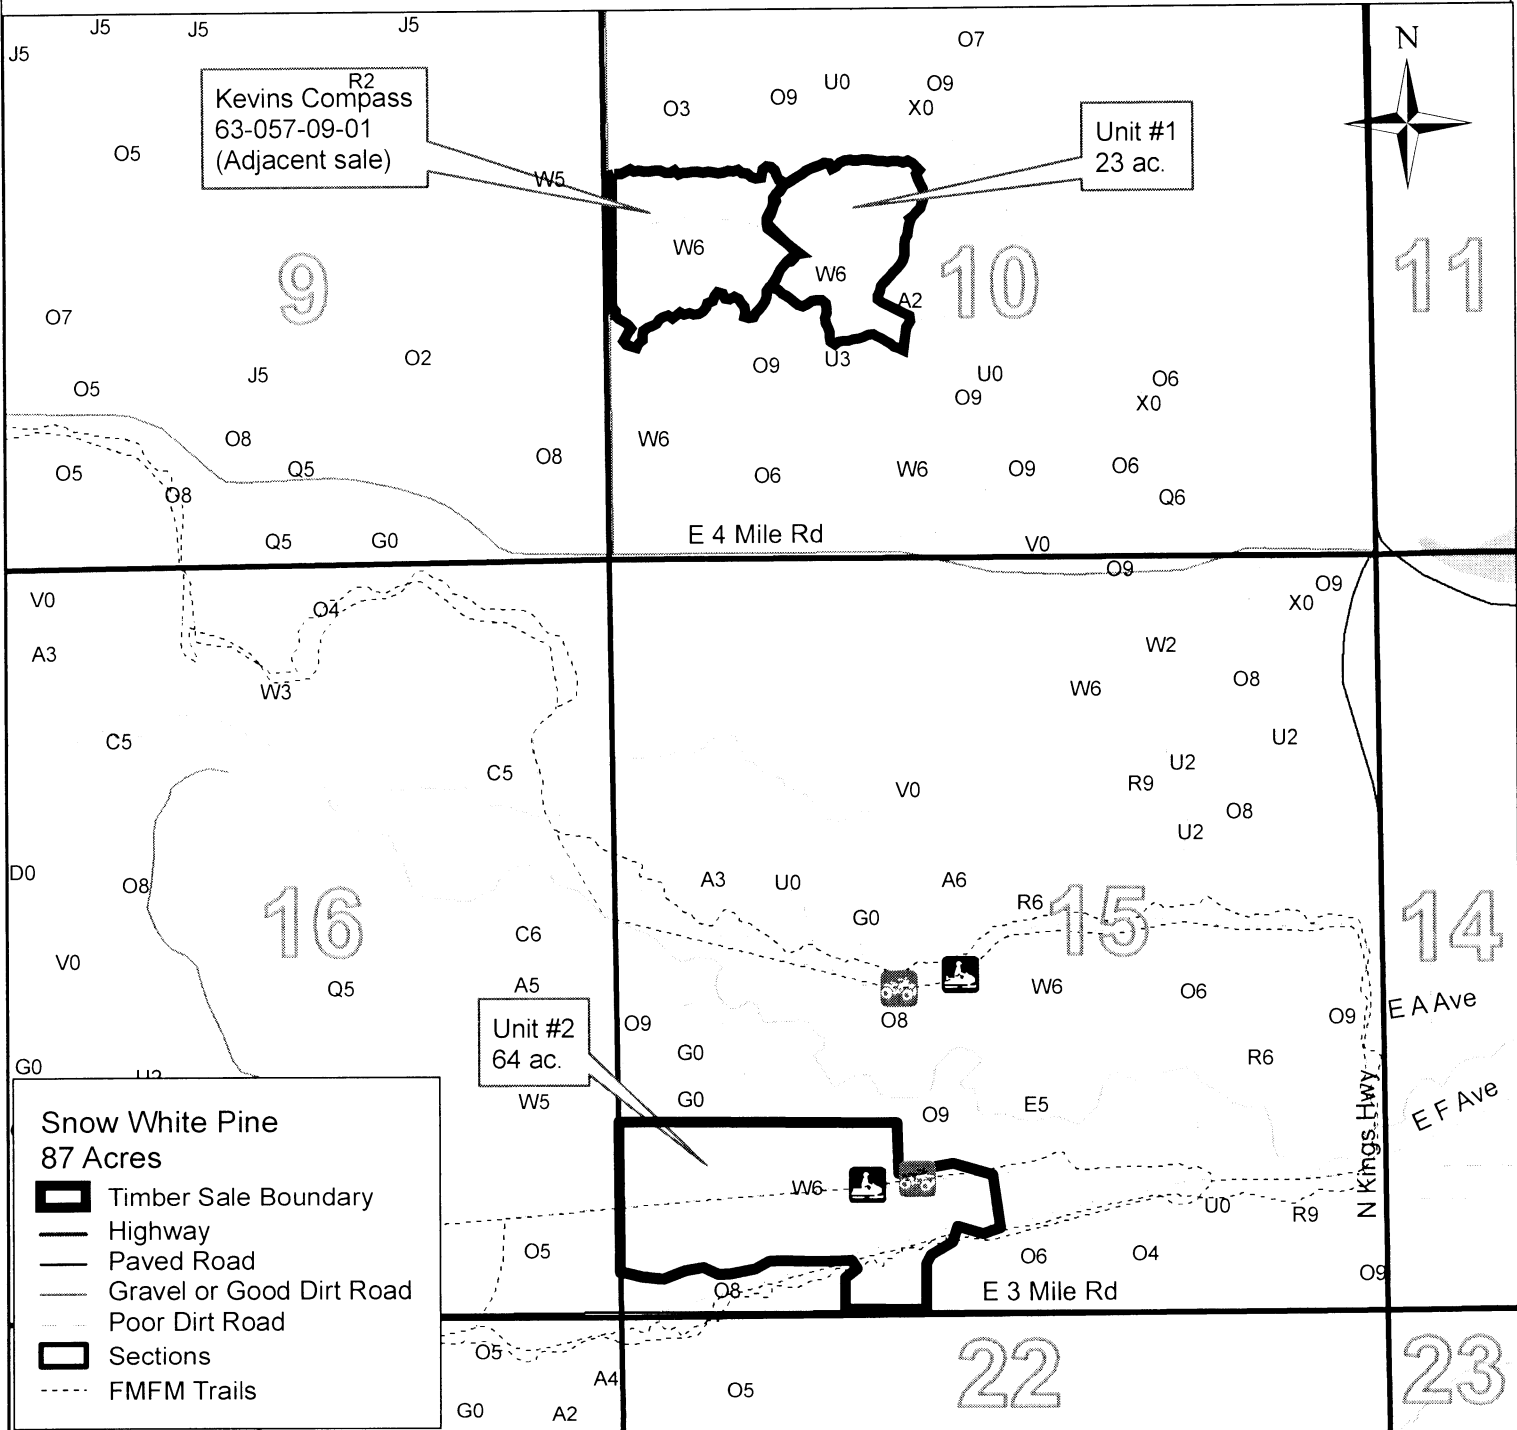 J5
J5
J5
J5
O7
R2
U0
O9
O9
X0
O3
N
Kevins Compass
63-057-09-01
(Adjacent sale)
Unit #1
23 ac.
O5
W5
W6
W6
9
10
11
A2
O7
O2
U3
O9
J5
U0
O6
O5
O9
X0
O8
W6
O8
Q5
O5
O6
W6
O9
O6
O8
Q6
E 4 Mile Rd
Q5
G0
V0
O9
O9
V0
O4
X0
A3
W2
W3
W6
O8
C5
U2
C5
U2
V0
R9
O8
U2
D0
O8
A3
U0
A6
R6
G0
16
15
14
C6
V0
Q5
A5
W6
O6
E A Ave
O9
O8
O9
Unit #2
64 ac.
G0
R6
G0
W5
G0
E5
O9
E F Ave
N Kings Hwy
W6
U0
R9
O5
O6
O4
O9
O8
E 3 Mile Rd
Snow White Pine
87 Acres
Timber Sale Boundary
Highway
Paved Road
Gravel or Good Dirt Road
Poor Dirt Road
Sections
FMFM Trails
O5
22
23
A4
O5
G0
A2